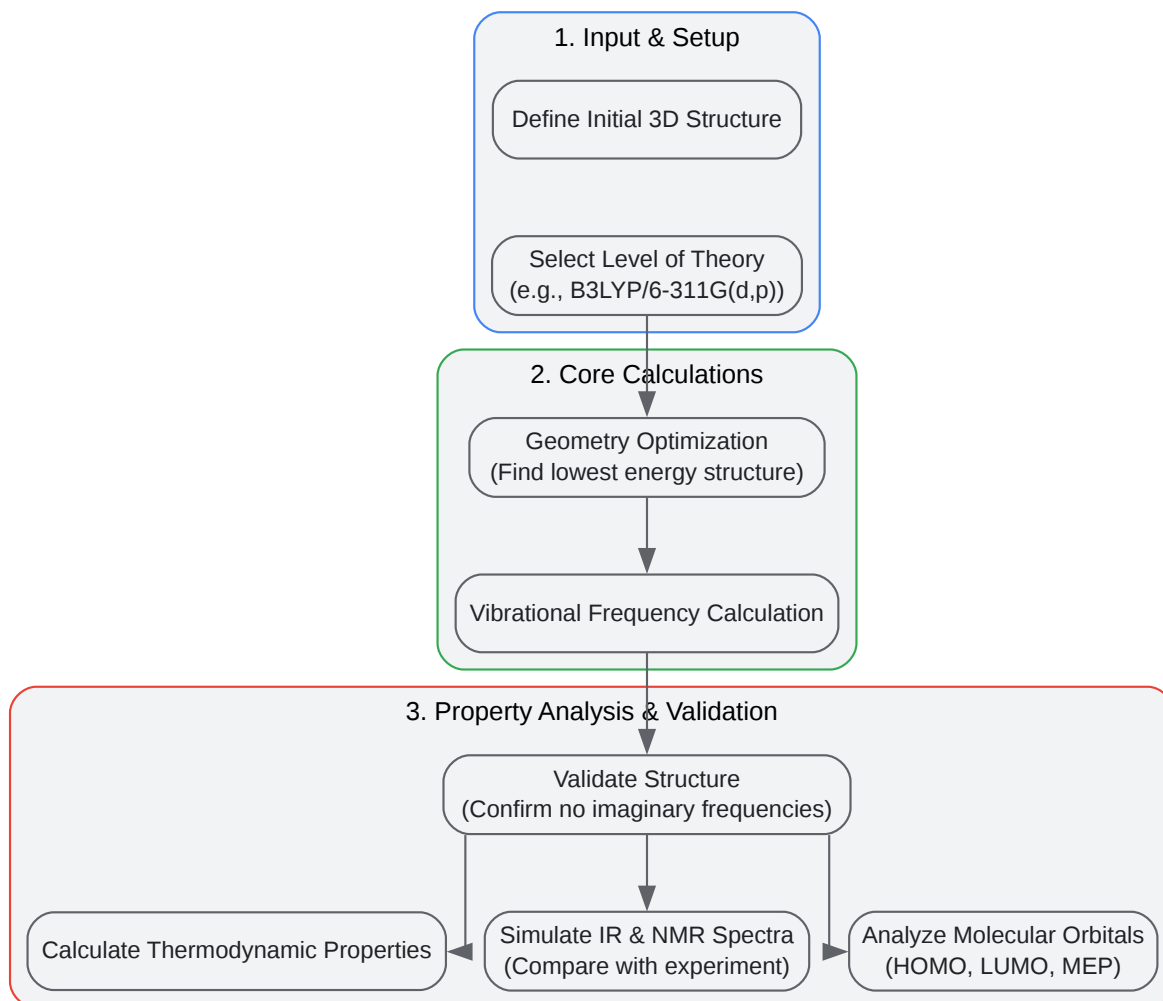 1. Input & Setup
Define Initial 3D Structure
Select Level of Theory
(e.g., B3LYP/6-311G(d,p))
2. Core Calculations
Geometry Optimization
(Find lowest energy structure)
Vibrational Frequency Calculation
3. Property Analysis & Validation
Validate Structure
(Confirm no imaginary frequencies)
Calculate Thermodynamic Properties
Simulate IR & NMR Spectra
(Compare with experiment)
Analyze Molecular Orbitals
(HOMO, LUMO, MEP)